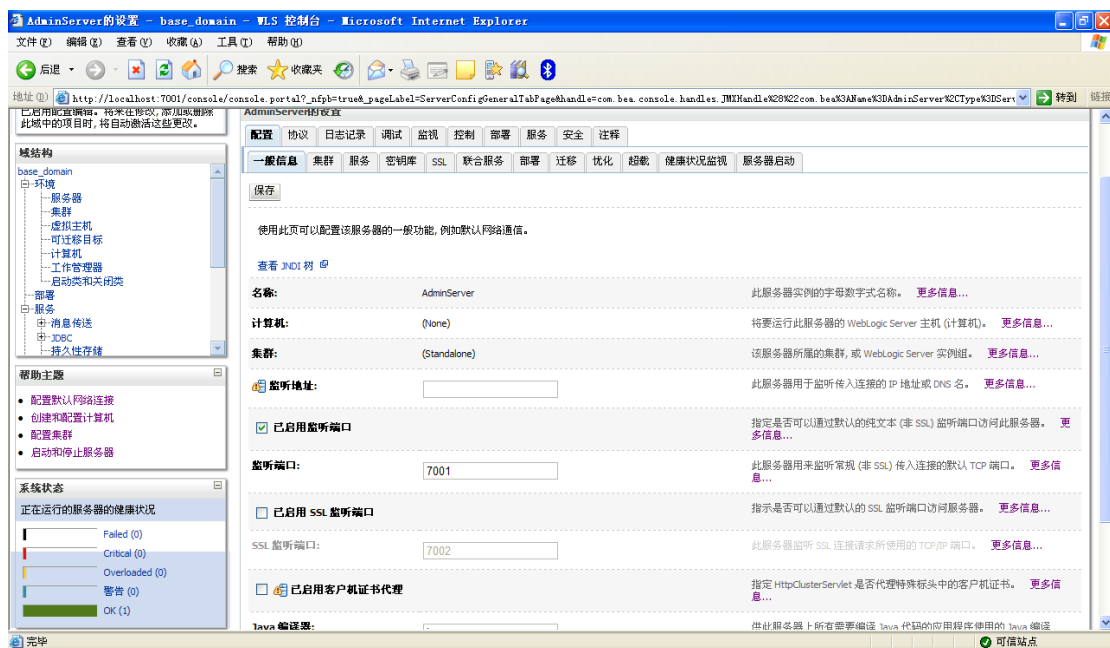 AdminServer的设置 - base_domain - WLS 控制台 - Microsoft Internet Explorer
文件(F) 编辑(E) 查看(V) 收藏(A) 工具(T) 帮助(H)
后退 搜索 收藏夹
地址(D) http://localhost:7001/console/console.portal?_nfpb=true&_pageLabel=ServerConfigGeneralTabPage&handle=com.bea.console.handles.JMXHandle%28%22com.bea%3AName%3DAdminServer%2CType%3DServ 转到 链接
已启用配置编辑。将来在修改, 添加或删除
此域中的项目时, 将自动激活这些更改。
域结构
base_domain
环境
服务器
集群
虚拟主机
可迁移目标
计算机
工作管理器
启动类和关闭类
部署
服务
消息传送
JDBC
持久性存储
帮助主题
配置默认网络连接
创建和配置计算机
配置集群
启动和停止服务器
系统状态
正在运行的服务器的健康状况
Failed (0)
Critical (0)
Overloaded (0)
警告 (0)
OK (1)
AdminServer的设置
配置 协议 日志记录 调试 监视 控制 部署 服务 安全 注释
一般信息 集群 服务 密钥库 SSL 联合服务 部署 迁移 优化 超载 健康状况监视 服务器启动
保存
使用此页可以配置该服务器的一般功能, 例如默认网络通信。
查看 JNDI 树
名称: AdminServer 此服务器实例的字母数字式名称。 更多信息...
计算机: (None) 将要运行此服务器的 WebLogic Server 主机 (计算机)。 更多信息...
集群: (Standalone) 该服务器所属的集群, 或 WebLogic Server 实例组。 更多信息...
监听地址: 此服务器用于监听传入连接的 IP 地址或 DNS 名。 更多信息...
已启用监听端口 指定是否可以通过默认的纯文本 (非 SSL) 监听端口访问此服务器。 更
多信息...
监听端口: 7001 此服务器用来监听常规 (非 SSL) 传入连接的默认 TCP 端口。 更多信
息...
已启用 SSL 监听端口 指示是否可以通过默认的 SSL 监听端口访问服务器。 更多信息...
SSL 监听端口: 7002 此服务器监听 SSL 连接请求所使用的 TCP/IP 端口。 更多信息...
已启用客户机证书代理 指定 HttpClusterServlet 是否代理特殊标头中的客户机证书。 更多信
息...
Java 编译器: 供此服务器上所有需要编译 Java 代码的应用程序使用的 Java 编译
完毕 可信站点